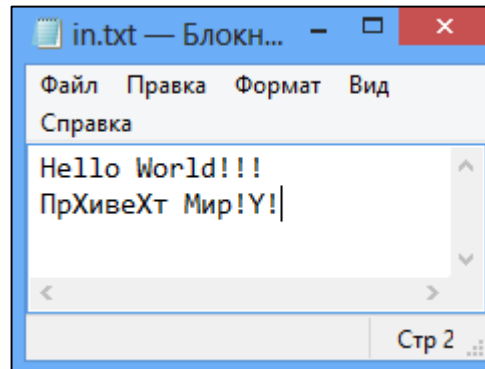 in.txt — Блокн...
Файл Правка Формат Вид
Справка
Hello World!!!
ПрХивеХт Мир!Y!
Стр 2